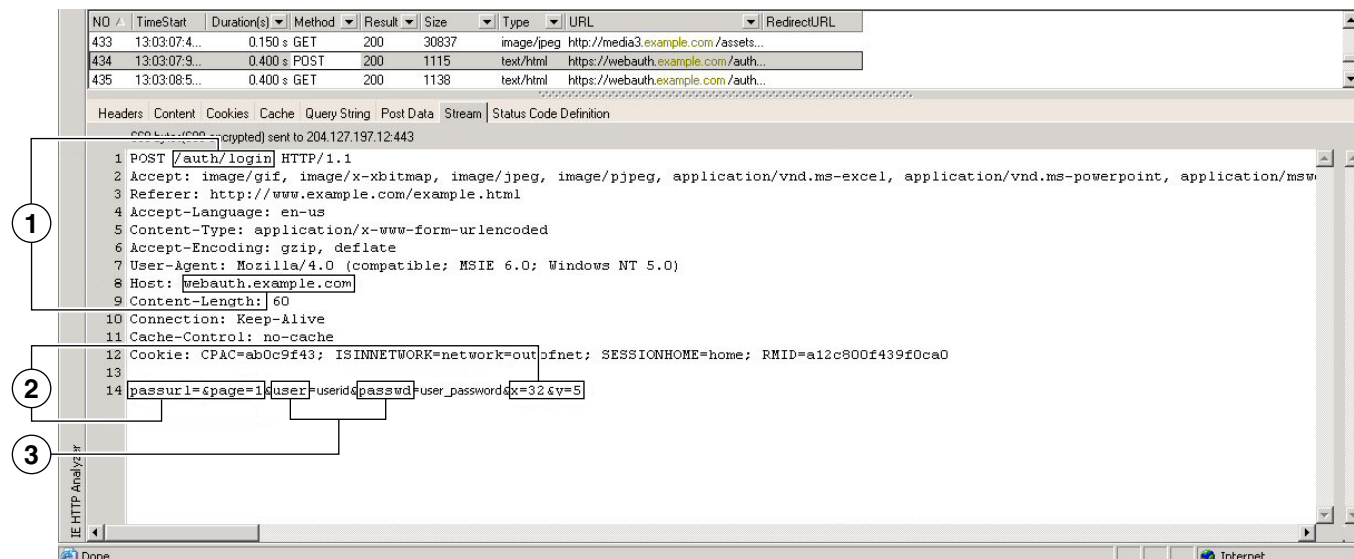 NO TimeStart Duration(s) Method Result Size Type URL RedirectURL
433 13:03:07:4... 0.150 s GET 200 30837 image/jpeg http://media3.example.com/assets...
434 13:03:07:9... 0.400 s POST 200 1115 text/html https://webauth.example.com/auth...
435 13:03:08:5... 0.400 s GET 200 1138 text/html https://webauth.example.com/auth...
Headers Content Cookies Cache Query String Post Data Stream Status Code Definition
encrypted) sent to 204.127.197.12:443
1 POST /auth/login HTTP/1.1
2 Accept: image/gif, image/x-xbitmap, image/jpeg, image/pjpeg, application/vnd.ms-excel, application/vnd.ms-powerpoint, application/msw
3 Referer: http://www.example.com/example.html
4 Accept-Language: en-us
1
5 Content-Type: application/x-www-form-urlencoded
6 Accept-Encoding: gzip, deflate
7 User-Agent: Mozilla/4.0 (compatible; MSIE 6.0; Windows NT 5.0)
8 Host: webauth.example.com
9 Content-Length: 60
10 Connection: Keep-Alive
11 Cache-Control: no-cache
12 Cookie: CPAC=ab0c9f43; ISINNETWORK=network=outofnet; SESSIONHOME=home; RMID=a12c800f439f0ca0
13
2
14 passurl=&page=1&user=userid&passwd=user_password&x=32&y=5
3
IE HTTP Analyzer
Done
Internet